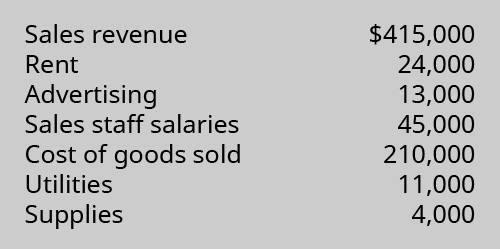 Sales revenue $415,000
Rent 24,000
Advertising 13,000
Sales staff salaries 45,000
Cost of goods sold 210,000
Utilities 11,000
Supplies 4,000